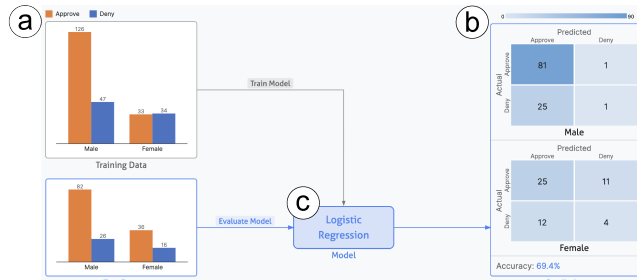 a
Approve Deny
126
47
33 34
Male Female
Training Data
82
26
36
16
Male Female
Train Model
Evaluate Model
c
Logistic
Regression
Model
b
0 90
Predicted
Approve Deny
Actual
Approve
Deny
81 1
25 1
Male
Predicted
Approve Deny
Actual
Approve
Deny
25 11
12 4
Female
Accuracy: 69.4%